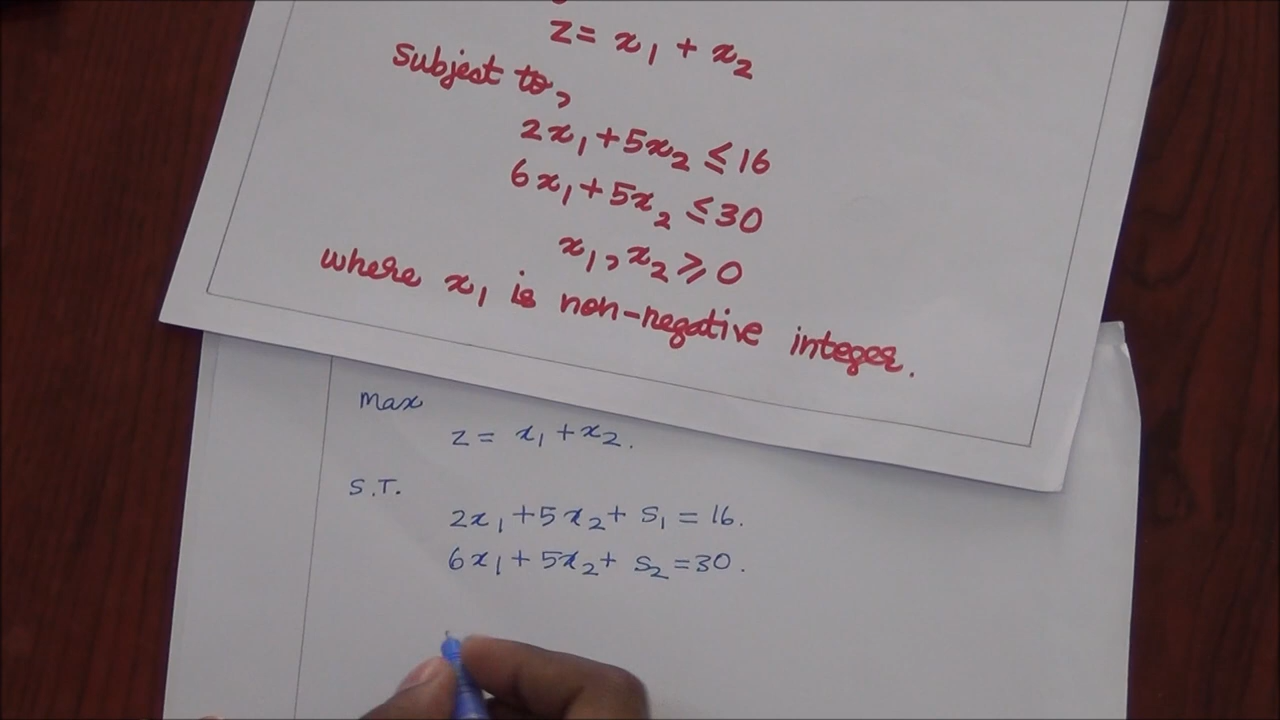 z = x₁ + x₂
Subject to,
2x₁ + 5x₂ ≤ 16
6x₁ + 5x₂ ≤ 30
x₁, x₂ ≥ 0
where x₁ is non-negative integer.
Max
z = x₁ + x₂.
S.T.
2x₁ + 5x₂ + S₁ = 16.
6x₁ + 5x₂ + S₂ = 30.